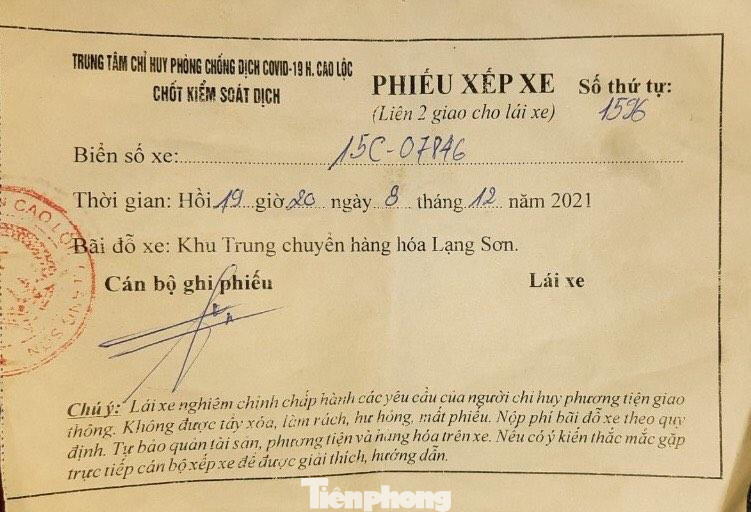 TRUNG TÂM CHỈ HUY PHÒNG CHỐNG DỊCH COVID-19 H. CAO LỘC
CHỐT KIỂM SOÁT DỊCH
PHIẾU XẾP XE
(Liên 2 giao cho lái xe)
Số thứ tự:
1596
Biển số xe: 15C-07846
Thời gian: Hồi 19 giờ 20 ngày 8 tháng 12 năm 2021
Bãi đỗ xe: Khu Trung chuyển hàng hóa Lạng Sơn.
Cán bộ ghi phiếu
Lái xe
CAO LỘC
Chú ý: Lái xe nghiêm chỉnh chấp hành các yêu cầu của người chỉ huy phương tiện giao
thông. Không được tẩy xóa, làm rách, hư hỏng, mất phiếu. Nộp phí bãi đỗ xe theo quy
định. Tự bảo quản tài sản, phương tiện và hàng hóa trên xe. Nếu có ý kiến thắc mắc gặp
trực tiếp cán bộ xếp xe để được giải thích, hướng dẫn.
Tiênphong